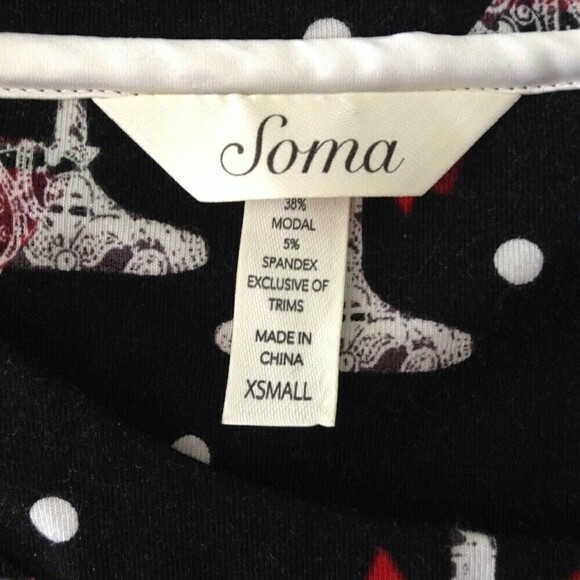 Soma
38%
MODAL
5%
SPANDEX
EXCLUSIVE OF
TRIMS
MADE IN
CHINA
XSMALL